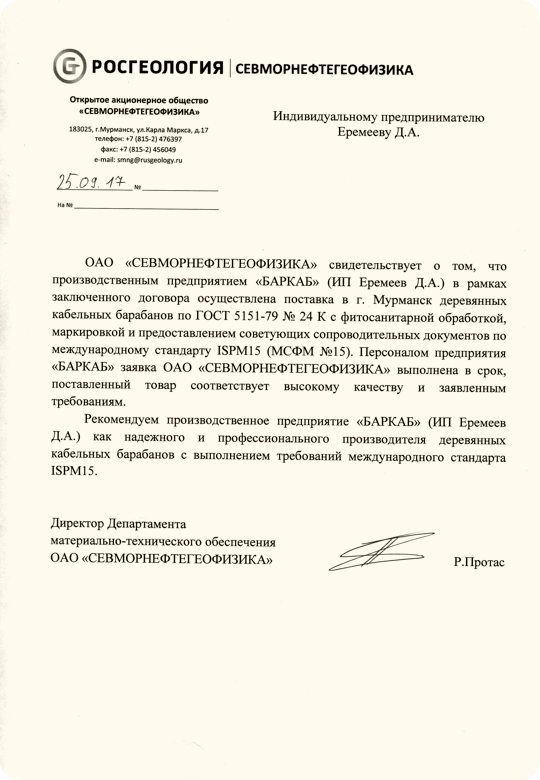 РОСГЕОЛОГИЯ | СЕВМОРНЕФТЕГЕОФИЗИКА
Открытое акционерное общество
«СЕВМОРНЕФТЕГЕОФИЗИКА»
183025, г.Мурманск, ул.Карла Маркса, д.17
телефон: +7 (815-2) 476397
факс: +7 (815-2) 456049
e-mail: smng@rusgeology.ru
Индивидуальному предпринимателю
Еремееву Д.А.
25.09.17 №
На №
ОАО «СЕВМОРНЕФТЕГЕОФИЗИКА» свидетельствует о том, что
производственным предприятием «БАРКАБ» (ИП Еремеев Д.А.) в рамках
заключенного договора осуществлена поставка в г. Мурманск деревянных
кабельных барабанов по ГОСТ 5151-79 № 24 К с фитосанитарной обработкой,
маркировкой и предоставлением советующих сопроводительных документов по
международному стандарту ISPM15 (МСФМ №15). Персоналом предприятия
«БАРКАБ» заявка ОАО «СЕВМОРНЕФТЕГЕОФИЗИКА» выполнена в срок,
поставленный товар соответствует высокому качеству и заявленным
требованиям.
Рекомендуем производственное предприятие «БАРКАБ» (ИП Еремеев
Д.А.) как надежного и профессионального производителя деревянных
кабельных барабанов с выполнением требований международного стандарта
ISPM15.
Директор Департамента
материально-технического обеспечения
ОАО «СЕВМОРНЕФТЕГЕОФИЗИКА»
Р.Протас